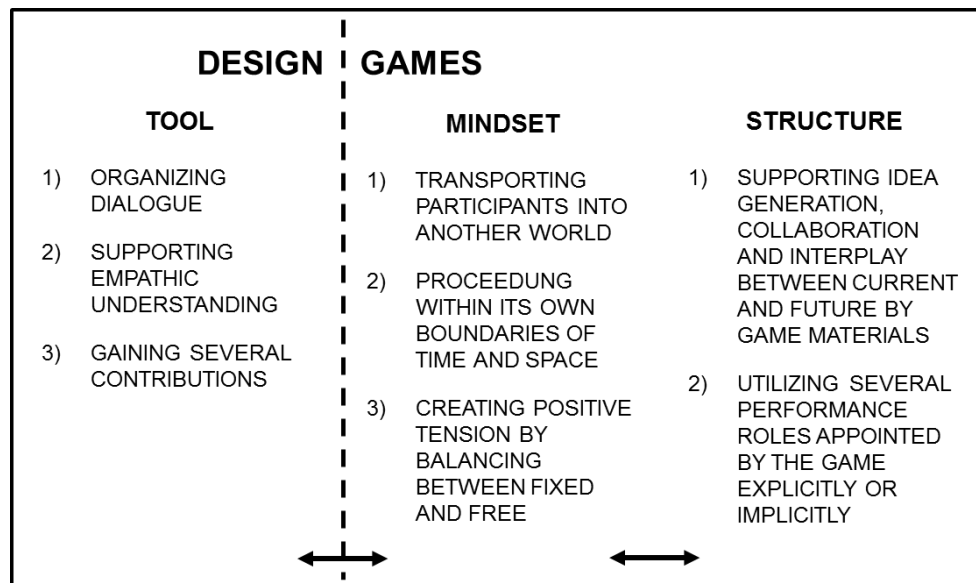 DESIGN GAMES
TOOL
1) ORGANIZING
DIALOGUE
2) SUPPORTING
EMPATHIC
UNDERSTANDING
3) GAINING SEVERAL
CONTRIBUTIONS
MINDSET
1) TRANSPORTING
PARTICIPANTS INTO
ANOTHER WORLD
2) PROCEEDUNG
WITHIN ITS OWN
BOUNDARIES OF
TIME AND SPACE
3) CREATING POSITIVE
TENSION BY
BALANCING
BETWEEN FIXED
AND FREE
STRUCTURE
1) SUPPORTING IDEA
GENERATION,
COLLABORATION
AND INTERPLAY
BETWEEN CURRENT
AND FUTURE BY
GAME MATERIALS
2) UTILIZING SEVERAL
PERFORMANCE
ROLES APPOINTED
BY THE GAME
EXPLICITLY OR
IMPLICITLY